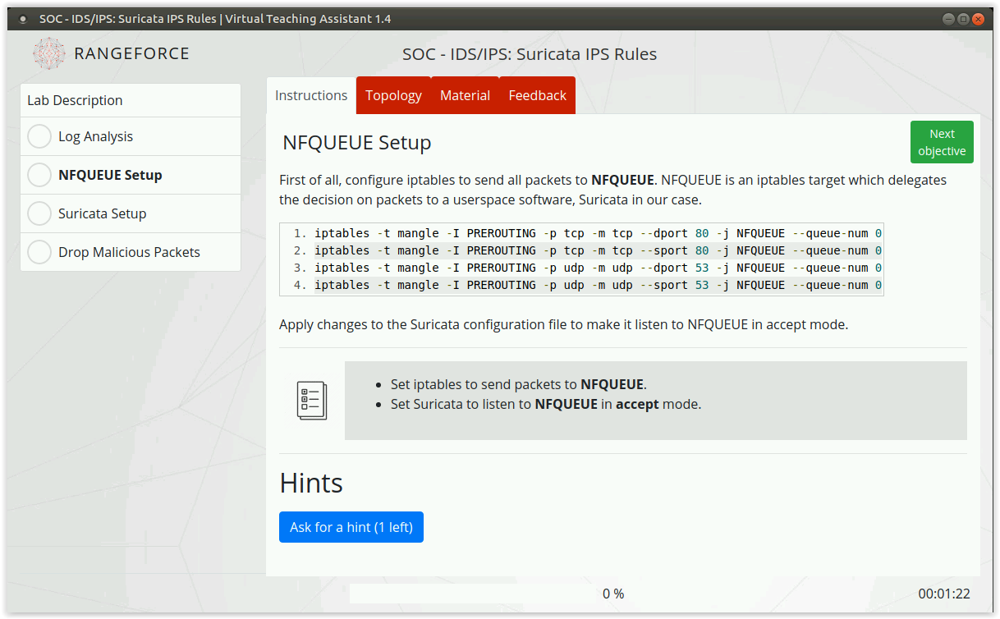 SOC - IDS/IPS: Suricata IPS Rules | Virtual Teaching Assistant 1.4
RANGEFORCE
SOC - IDS/IPS: Suricata IPS Rules
Lab Description
Log Analysis
NFQUEUE Setup
Suricata Setup
Drop Malicious Packets
Instructions
Topology
Material
Feedback
NFQUEUE Setup
Next
objective
First of all, configure iptables to send all packets to NFQUEUE. NFQUEUE is an iptables target which delegates
the decision on packets to a userspace software, Suricata in our case.
1. iptables -t mangle -I PREROUTING -p tcp -m tcp --dport 80 -j NFQUEUE --queue-num 0
2. iptables -t mangle -I PREROUTING -p tcp -m tcp --sport 80 -j NFQUEUE --queue-num 0
3. iptables -t mangle -I PREROUTING -p udp -m udp --dport 53 -j NFQUEUE --queue-num 0
4. iptables -t mangle -I PREROUTING -p udp -m udp --sport 53 -j NFQUEUE --queue-num 0
Apply changes to the Suricata configuration file to make it listen to NFQUEUE in accept mode.
• Set iptables to send packets to NFQUEUE.
• Set Suricata to listen to NFQUEUE in accept mode.
Hints
Ask for a hint (1 left)
0 %
00:01:22